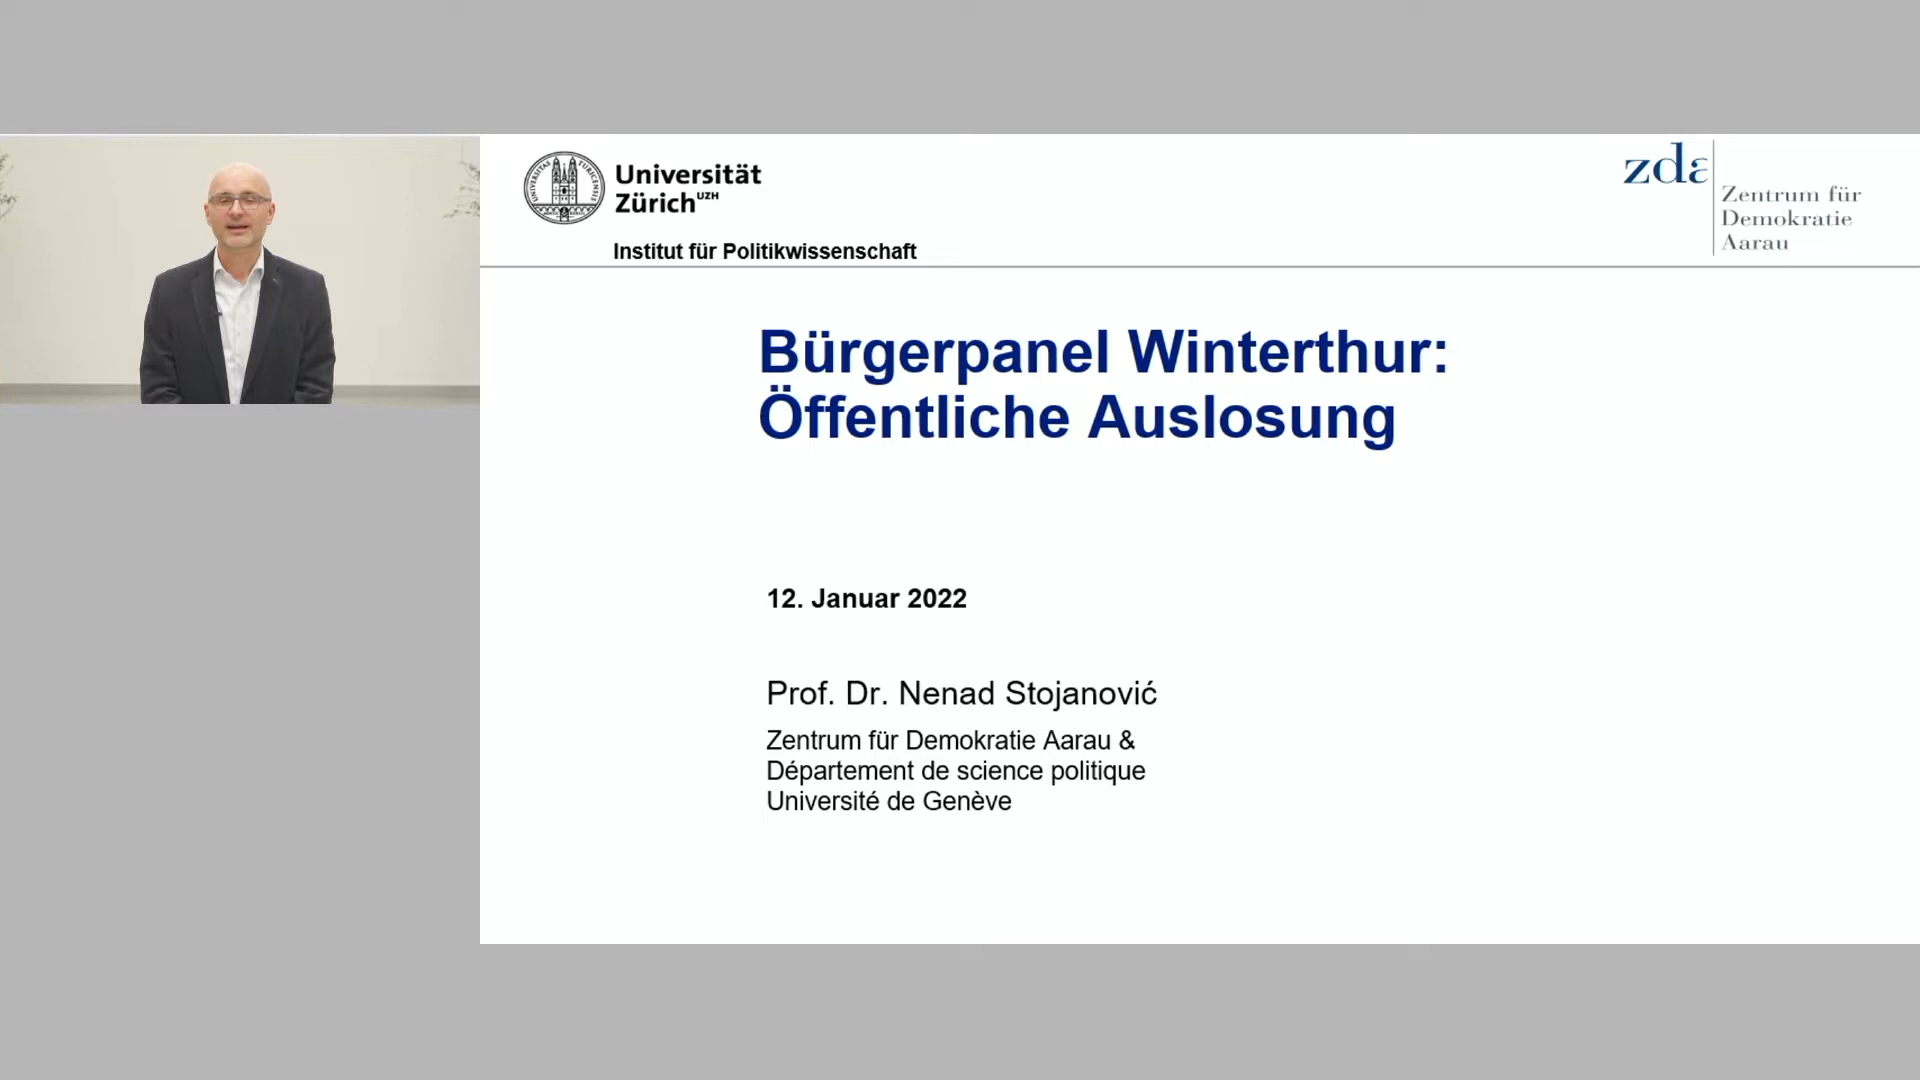 Universität
Zürich UZH
Institut für Politikwissenschaft
zda
Zentrum für
Demokratie
Aarau
Bürgerpanel Winterthur:
Öffentliche Auslosung
12. Januar 2022
Prof. Dr. Nenad Stojanović
Zentrum für Demokratie Aarau &
Département de science politique
Université de Genève